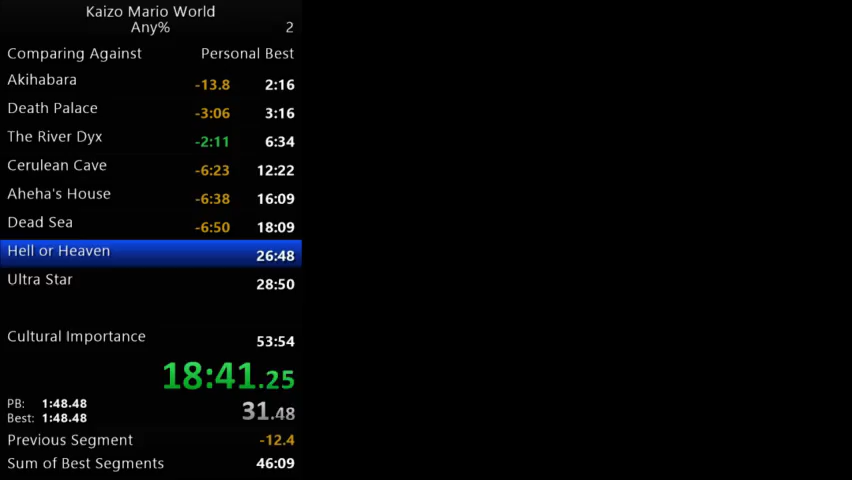 Kaizo Mario World
Any% 2
Comparing Against Personal Best
Akihabara -13.8 2:16
Death Palace -3:06 3:16
The River Dyx -2:11 6:34
Cerulean Cave -6:23 12:22
Aheha's House -6:38 16:09
Dead Sea -6:50 18:09
Hell or Heaven 26:48
Ultra Star 28:50
Cultural Importance 53:54
18:41.25
PB: 1:48.48
Best: 1:48.48 31.48
Previous Segment -12.4
Sum of Best Segments 46:09